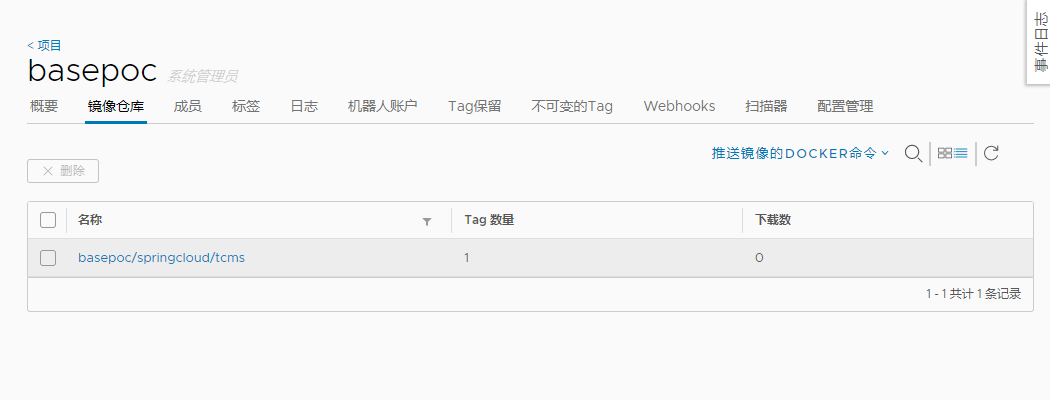 事件日志
< 项目
basepoc 系统管理员
概要 镜像仓库 成员 标签 日志 机器人账户 Tag保留 不可变的Tag Webhooks 扫描器 配置管理
推送镜像的DOCKER命令
删除
名称 Tag 数量 下载数
basepoc/springcloud/tcms 1 0
1 - 1 共计 1 条记录